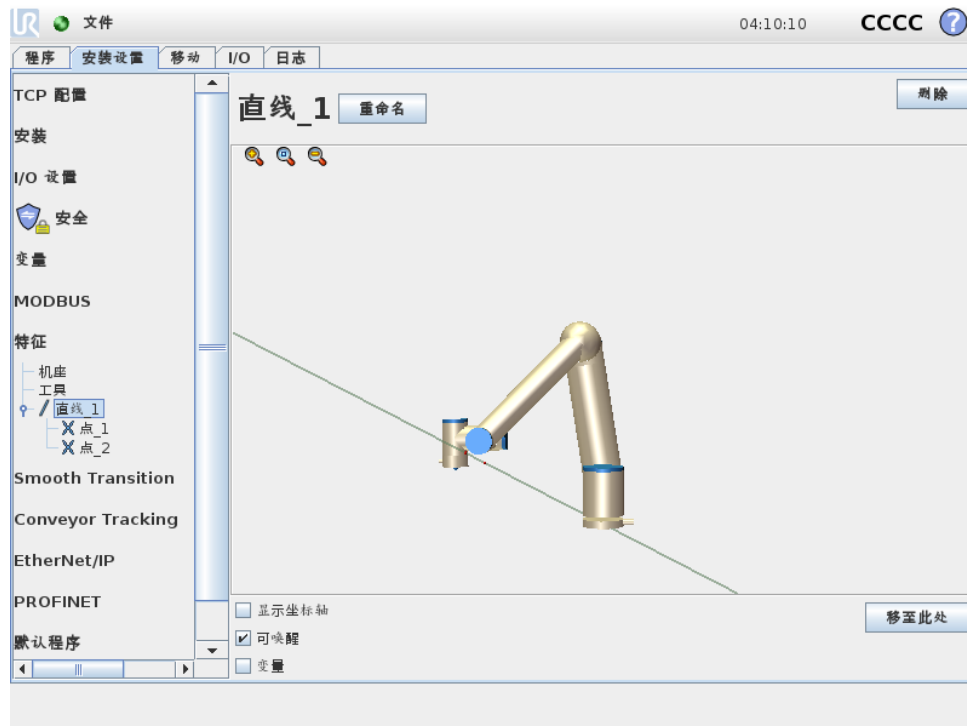 UR 文件 04:10:10 CCCC ?
程序 安装设置 移动 I/O 日志
TCP 配置
直线_1 重命名 删除
安装
I/O 设置
安全
变量
MODBUS
特征
机座
工具
直线_1
点_1
点_2
Smooth Transition
Conveyor Tracking
EtherNet/IP
PROFINET
默认程序
显示坐标轴
可唤醒
变量
移至此处